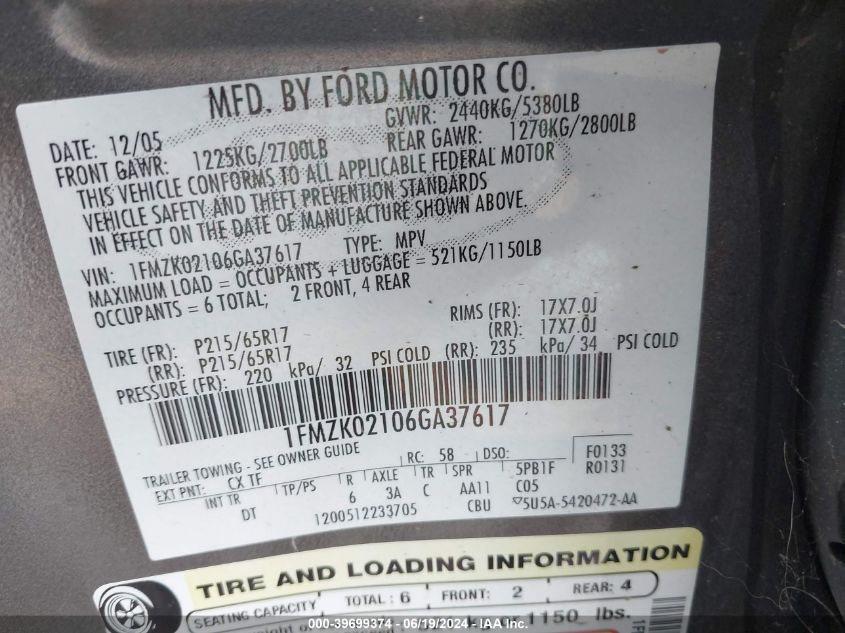 MFD. BY FORD MOTOR CO.
DATE: 12/05 GVWR: 2440KG/5380LB
FRONT GAWR: 1225KG/2700LB REAR GAWR: 1270KG/2800LB
THIS VEHICLE CONFORMS TO ALL APPLICABLE FEDERAL MOTOR
VEHICLE SAFETY AND THEFT PREVENTION STANDARDS
IN EFFECT ON THE DATE OF MANUFACTURE SHOWN ABOVE.
VIN: 1FMZK02106GA37617 TYPE: MPV
MAXIMUM LOAD = OCCUPANTS + LUGGAGE = 521KG/1150LB
OCCUPANTS = 6 TOTAL; 2 FRONT, 4 REAR
TIRE (FR): P215/65R17 RIMS (FR): 17X7.0J
(RR): P215/65R17 (RR): 17X7.0J
PRESSURE (FR): 220 kPa/ 32 PSI COLD (RR): 235 kPa/ 34 PSI COLD
1FMZK02106GA37617
TRAILER TOWING - SEE OWNER GUIDE RC: 58 DSO: F0133
EXT PNT: CX TF 5PB1F R0131
INT TR TP/PS R AXLE TR SPR C05
DT 6 3A C AA11
1200512233705 CBU 5U5A-5420472-AA
TIRE AND LOADING INFORMATION
SEATING CAPACITY TOTAL: 6 FRONT: 2 REAR: 4
1150 lbs.
000-39699374 06/19/2024